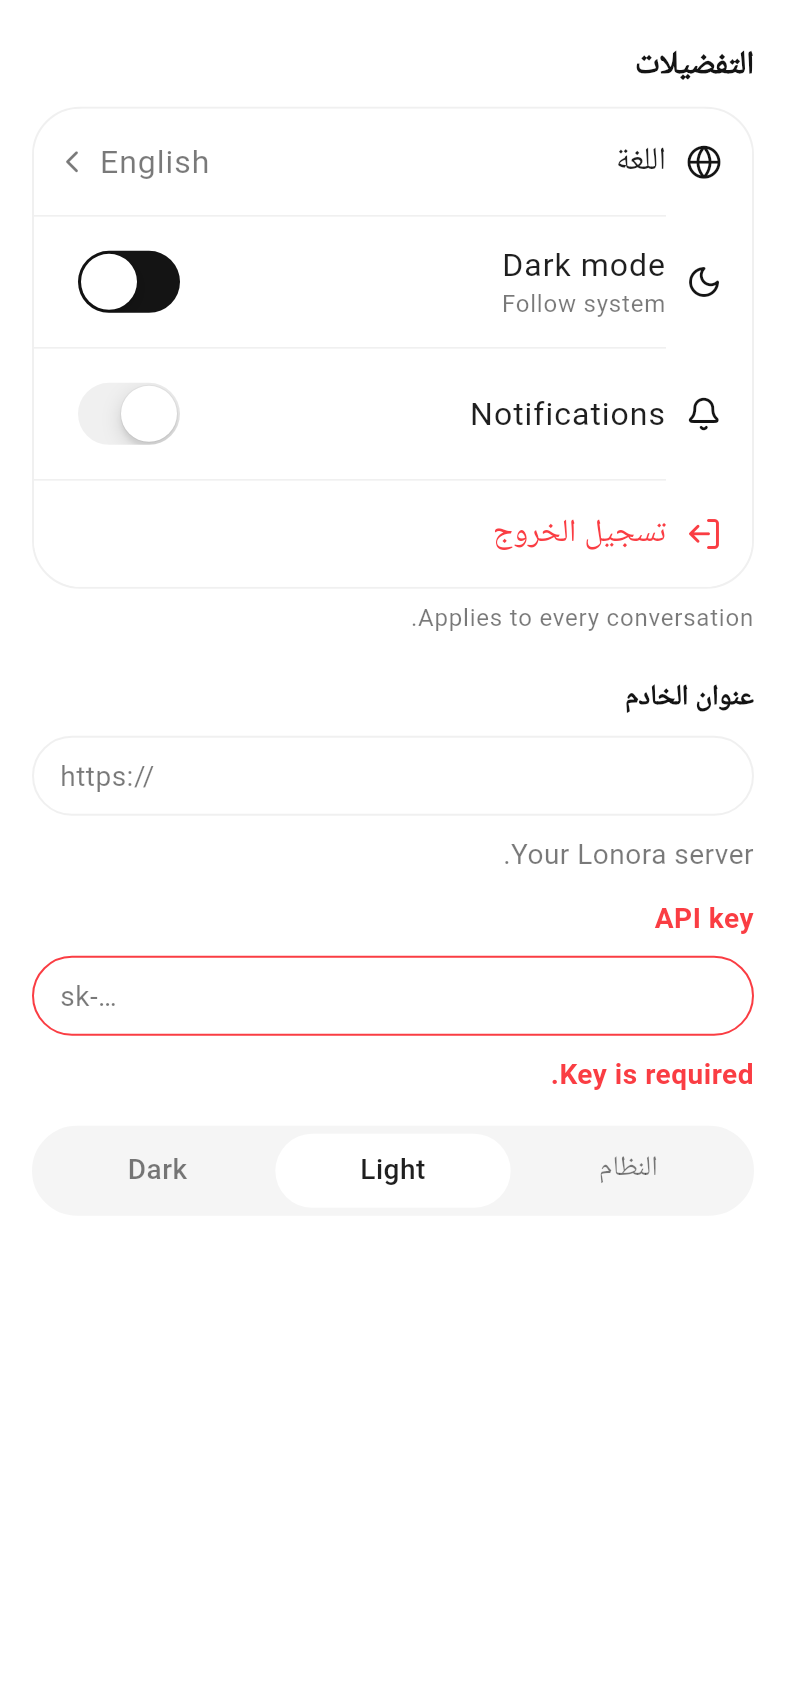 التفضيلات
اللغة
English
Dark mode
Follow system
Notifications
تسجيل الخروج
Applies to every conversation.
عنوان الخادم
https://
Your Lonora server.
API key
sk-…
Key is required.
النظام
Light
Dark